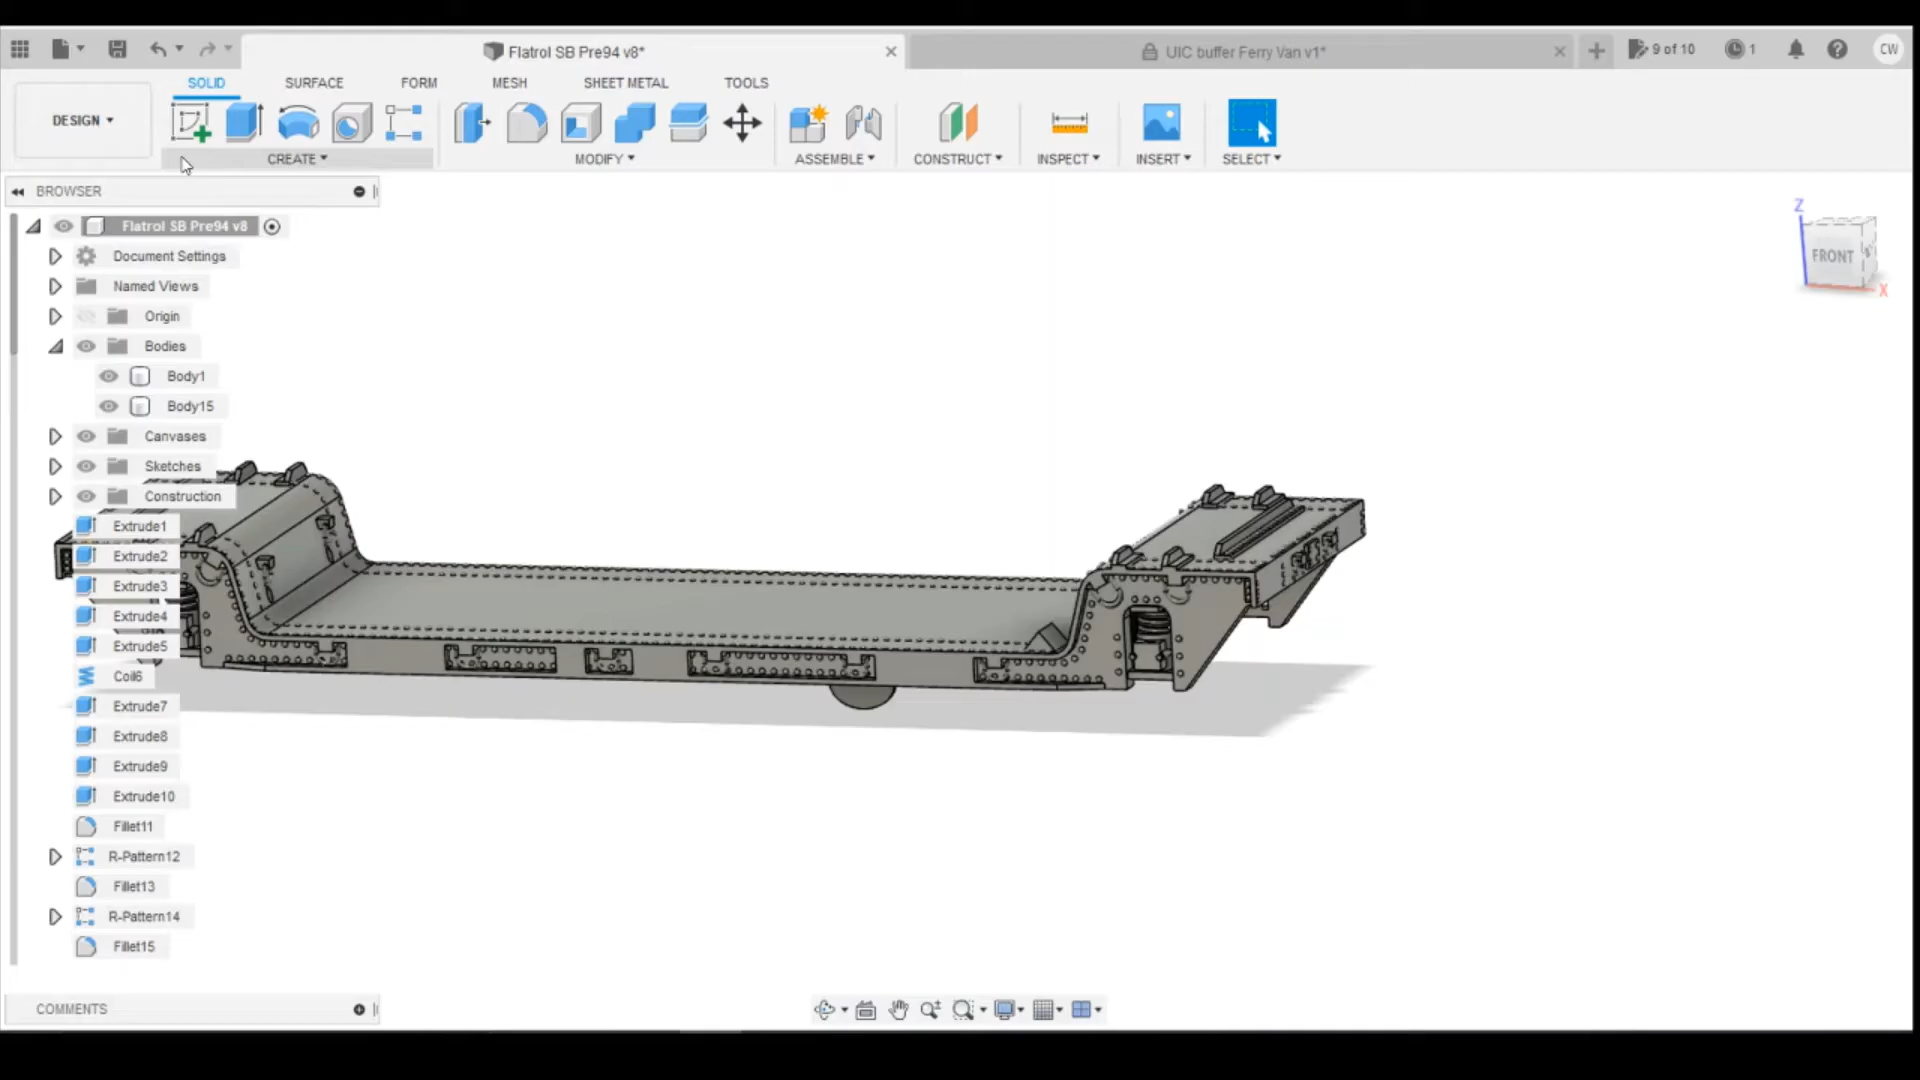 Flatrol SB Pre94 v8*
UIC buffer Ferry Van v1*
9 of 10
1
CW
DESIGN
SOLID
SURFACE
FORM
MESH
SHEET METAL
TOOLS
CREATE
MODIFY
ASSEMBLE
CONSTRUCT
INSPECT
INSERT
SELECT
BROWSER
Flatrol SB Pre94 v8
Document Settings
Named Views
Origin
Bodies
Body1
Body15
Canvases
Sketches
Construction
Extrude1
Extrude2
Extrude3
Extrude4
Extrude5
Coil6
Extrude7
Extrude8
Extrude9
Extrude10
Fillet11
R-Pattern12
Fillet13
R-Pattern14
Fillet15
COMMENTS
Z
FRONT
X